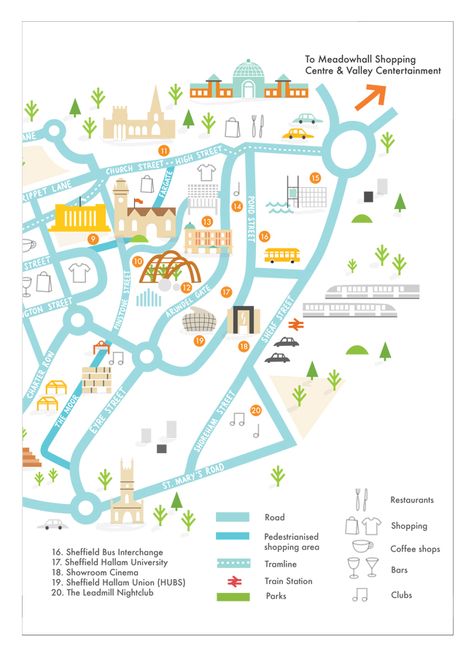 To Meadowhall Shopping
Centre & Valley Centertainment
ANE
11
CHURCH STREET
HIGH STREET
IPPET LANE
FARGATE
15
14
13
POND STREET
9
10
16
STREET
12
17
PINSTONE STREET
ARUNDEL GATE
GTON STREET
SHEAF STREET
19
18
CHARTER ROW
EYRE STREET
THE MOOR
SHOREHAM STREET
20
ST. MARY'S ROAD
16. Sheffield Bus Interchange
17. Sheffield Hallam University
18. Showroom Cinema
19. Sheffield Hallam Union (HUBS)
20. The Leadmill Nightclub
Road
Pedestrianised
shopping area
Tramline
Train Station
Parks
Restaurants
Shopping
Coffee shops
Bars
Clubs